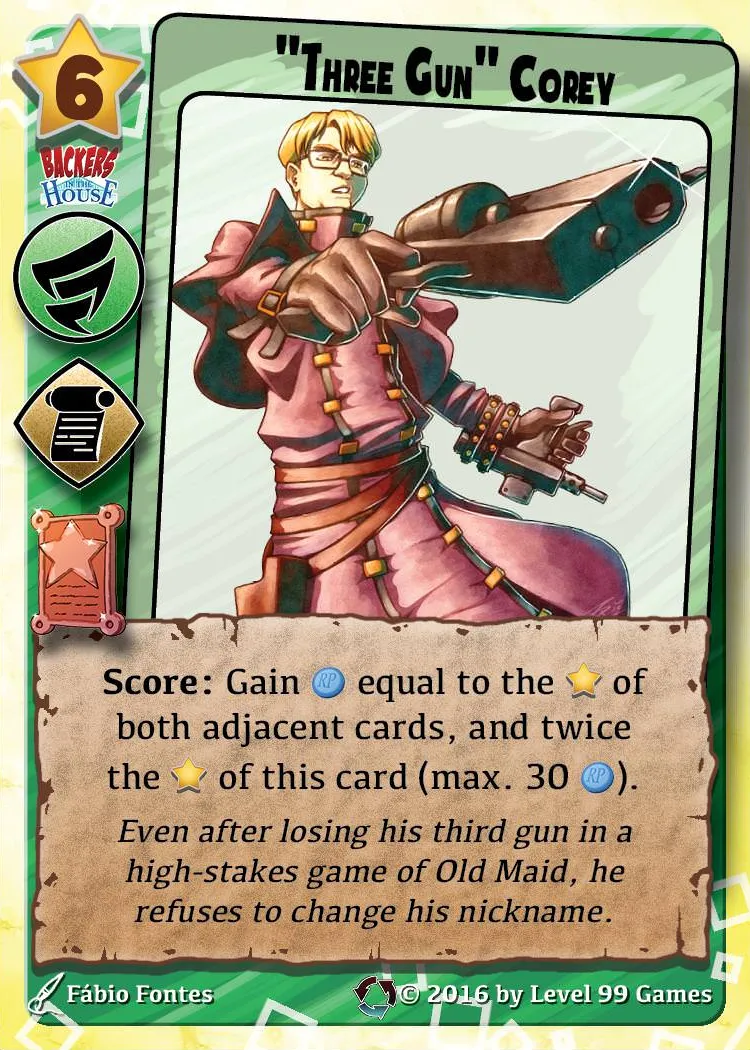 6
"Three Gun" Corey
BACKERS
IN THE
HOUSE
Score: Gain RP equal to the of
both adjacent cards, and twice
the of this card (max. 30 RP).
Even after losing his third gun in a
high-stakes game of Old Maid, he
refuses to change his nickname.
Fábio Fontes
© 2016 by Level 99 Games